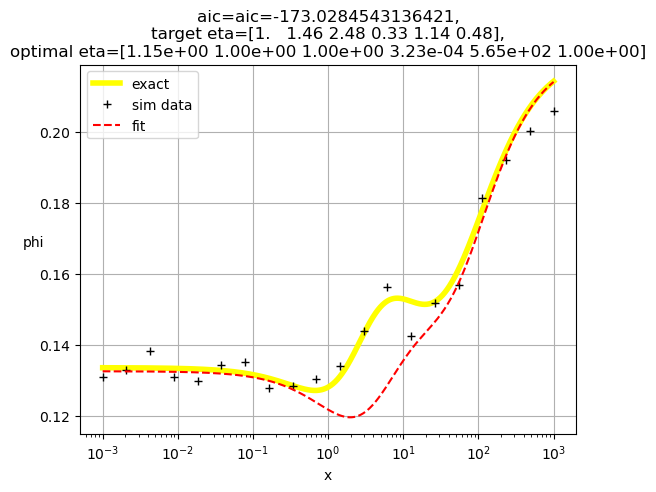 aic=aic=-173.0284543136421,
target eta=[1.   1.46 2.48 0.33 1.14 0.48],
optimal eta=[1.15e+00 1.00e+00 1.00e+00 3.23e-04 5.65e+02 1.00e+00]
exact
sim data
fit
0.20
0.18
phi
0.16
0.14
0.12
10⁻³ 10⁻² 10⁻¹ 10⁰ 10¹ 10² 10³
x